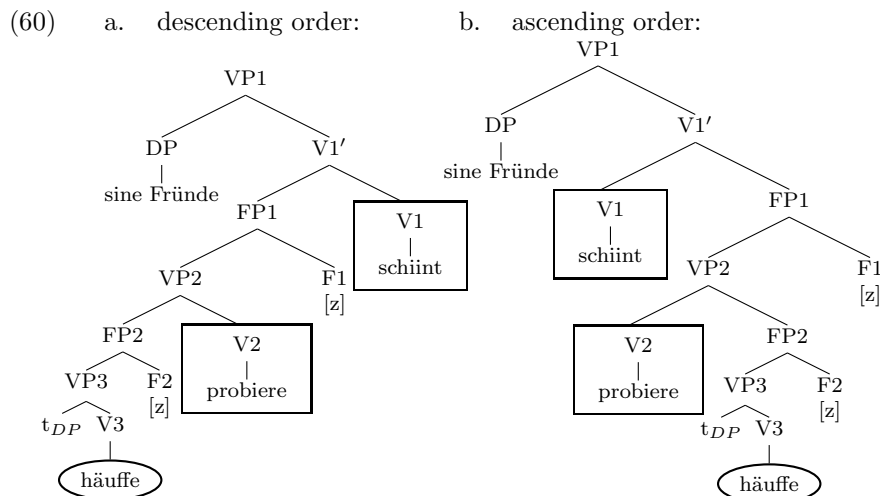 (60) a. descending order: b. ascending order:
VP1
DP V1′
sine Fründe
FP1 V1
schiint
VP2 F1
[z]
FP2 V2
probiere
VP3 F2
[z]
t_DP V3
häuffe
VP1
DP V1′
sine Fründe
V1 FP1
schiint
VP2 F1
[z]
V2 FP2
probiere
VP3 F2
[z]
t_DP V3
häuffe